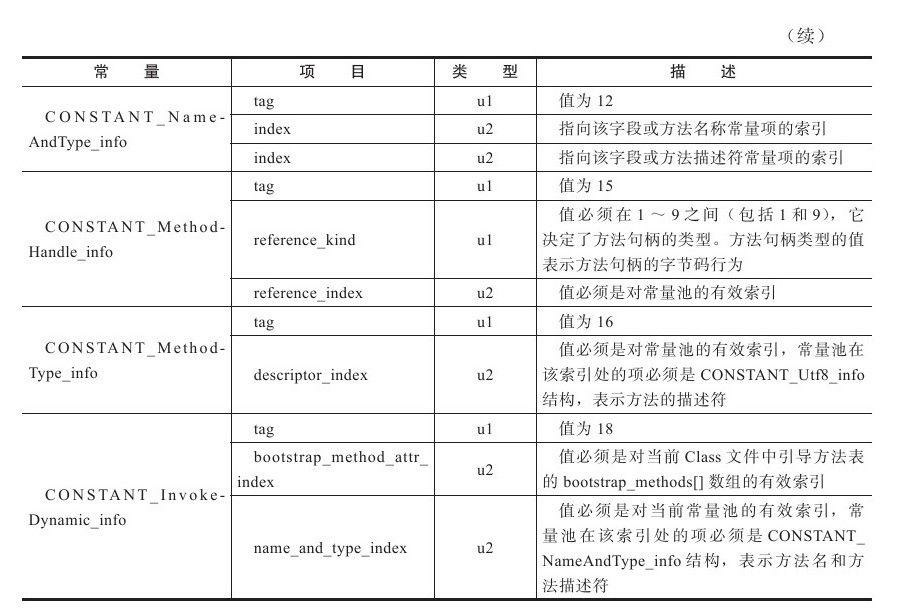 （续）
常 量 项 目 类 型 描 述
CONSTANT_Name-
AndType_info
tag u1 值为 12
index u2 指向该字段或方法名称常量项的索引
index u2 指向该字段或方法描述符常量项的索引
CONSTANT_Method-
Handle_info
tag u1 值为 15
reference_kind u1 值必须在 1 ～ 9 之间（包括 1 和 9），它
决定了方法句柄的类型。方法句柄类型的值
表示方法句柄的字节码行为
reference_index u2 值必须是对常量池的有效索引
CONSTANT_Method-
Type_info
tag u1 值为 16
descriptor_index u2 值必须是对常量池的有效索引，常量池在
该索引处的项必须是 CONSTANT_Utf8_info
结构，表示方法的描述符
CONSTANT_Invoke-
Dynamic_info
tag u1 值为 18
bootstrap_method_attr_
index
u2
值必须是对当前 Class 文件中引导方法表
的 bootstrap_methods[] 数组的有效索引
name_and_type_index u2 值必须是对当前常量池的有效索引，常
量池在该索引处的项必须是 CONSTANT_
NameAndType_info 结构，表示方法名和方
法描述符